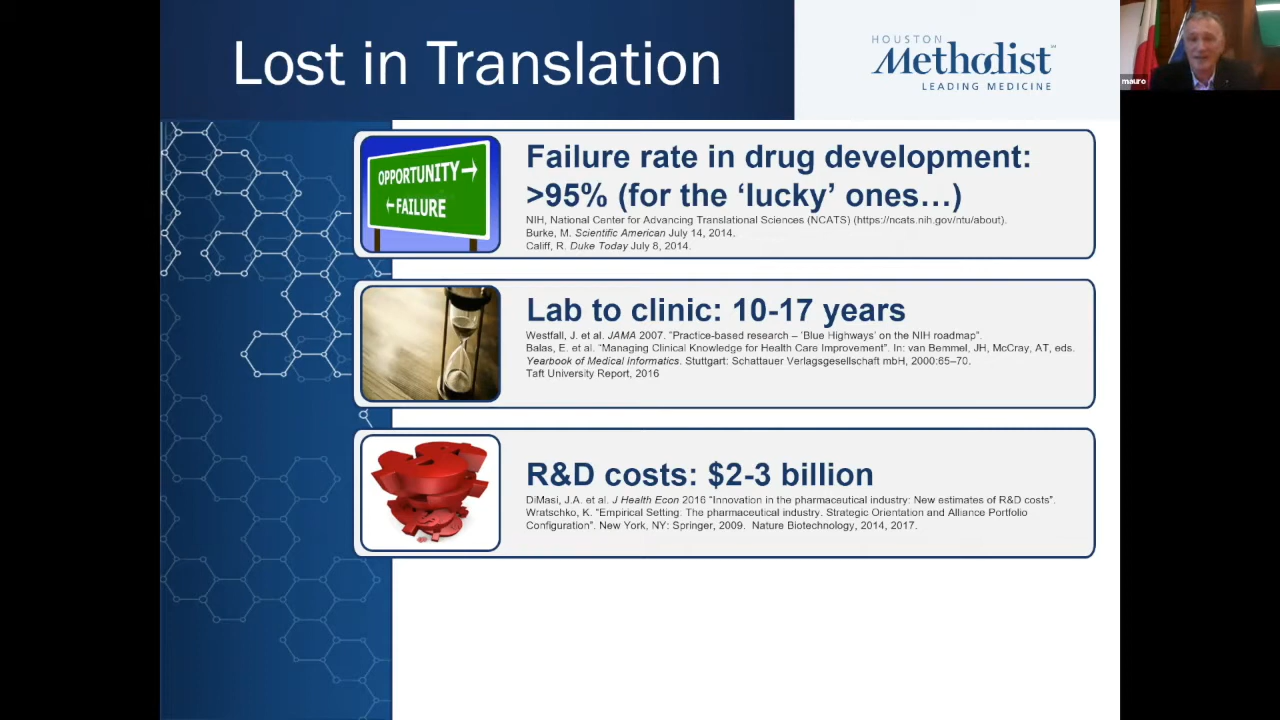 Lost in Translation
HOUSTON
Methodist
LEADING MEDICINE
mauro
OPPORTUNITY→
←FAILURE
Failure rate in drug development:
>95% (for the ‘lucky’ ones…)
NIH, National Center for Advancing Translational Sciences (NCATS) (https://ncats.nih.gov/ntu/about).
Burke, M. Scientific American July 14, 2014.
Califf, R. Duke Today July 8, 2014.
Lab to clinic: 10-17 years
Westfall, J. et al. JAMA 2007. “Practice-based research – ‘Blue Highways’ on the NIH roadmap”.
Balas, E. et al. “Managing Clinical Knowledge for Health Care Improvement”. In: van Bemmel, JH, McCray, AT, eds.
Yearbook of Medical Informatics. Stuttgart: Schattauer Verlagsgesellschaft mbH, 2000:65–70.
Taft University Report, 2016
R&D costs: $2-3 billion
DiMasi, J.A. et al. J Health Econ 2016 “Innovation in the pharmaceutical industry: New estimates of R&D costs”.
Wratschko, K. “Empirical Setting: The pharmaceutical industry. Strategic Orientation and Alliance Portfolio
Configuration”. New York, NY: Springer, 2009. Nature Biotechnology, 2014, 2017.